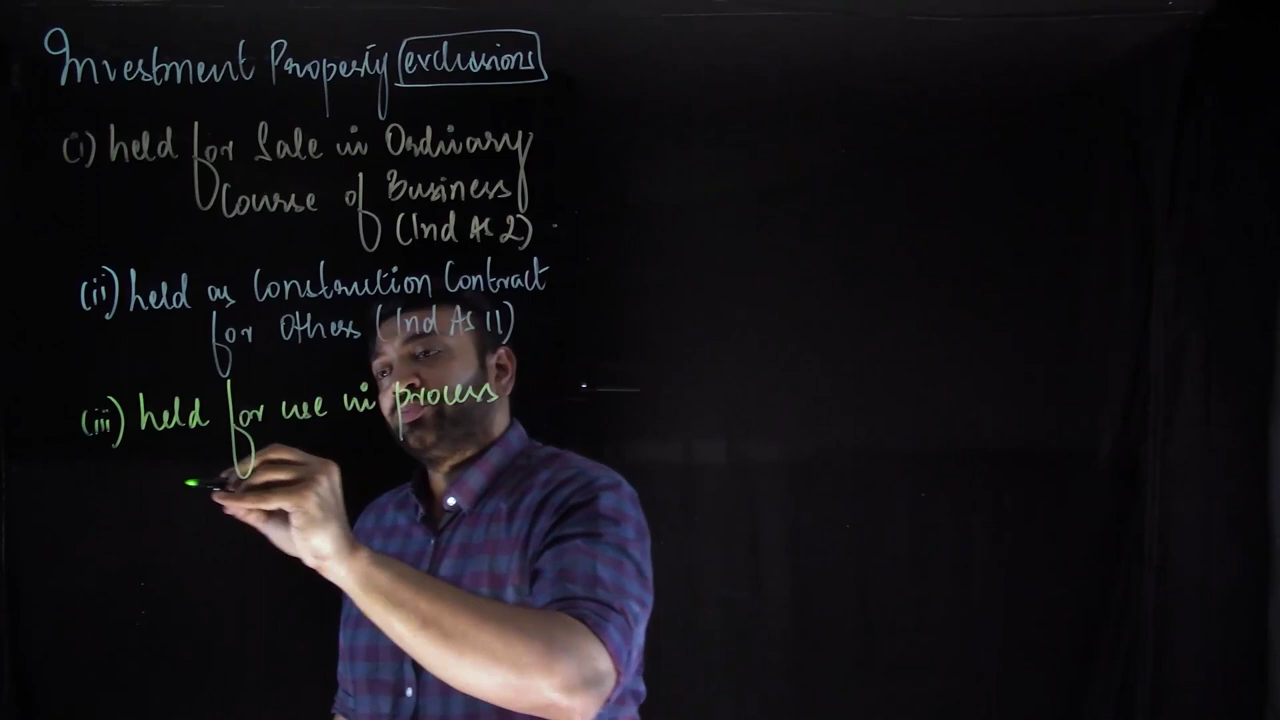 Investment Property (exclusions)
(i) held for Sale in Ordinary
Course of Business
(Ind As 2)
(ii) held as Construction Contract
for Others (Ind As 11)
(iii) held for use in process